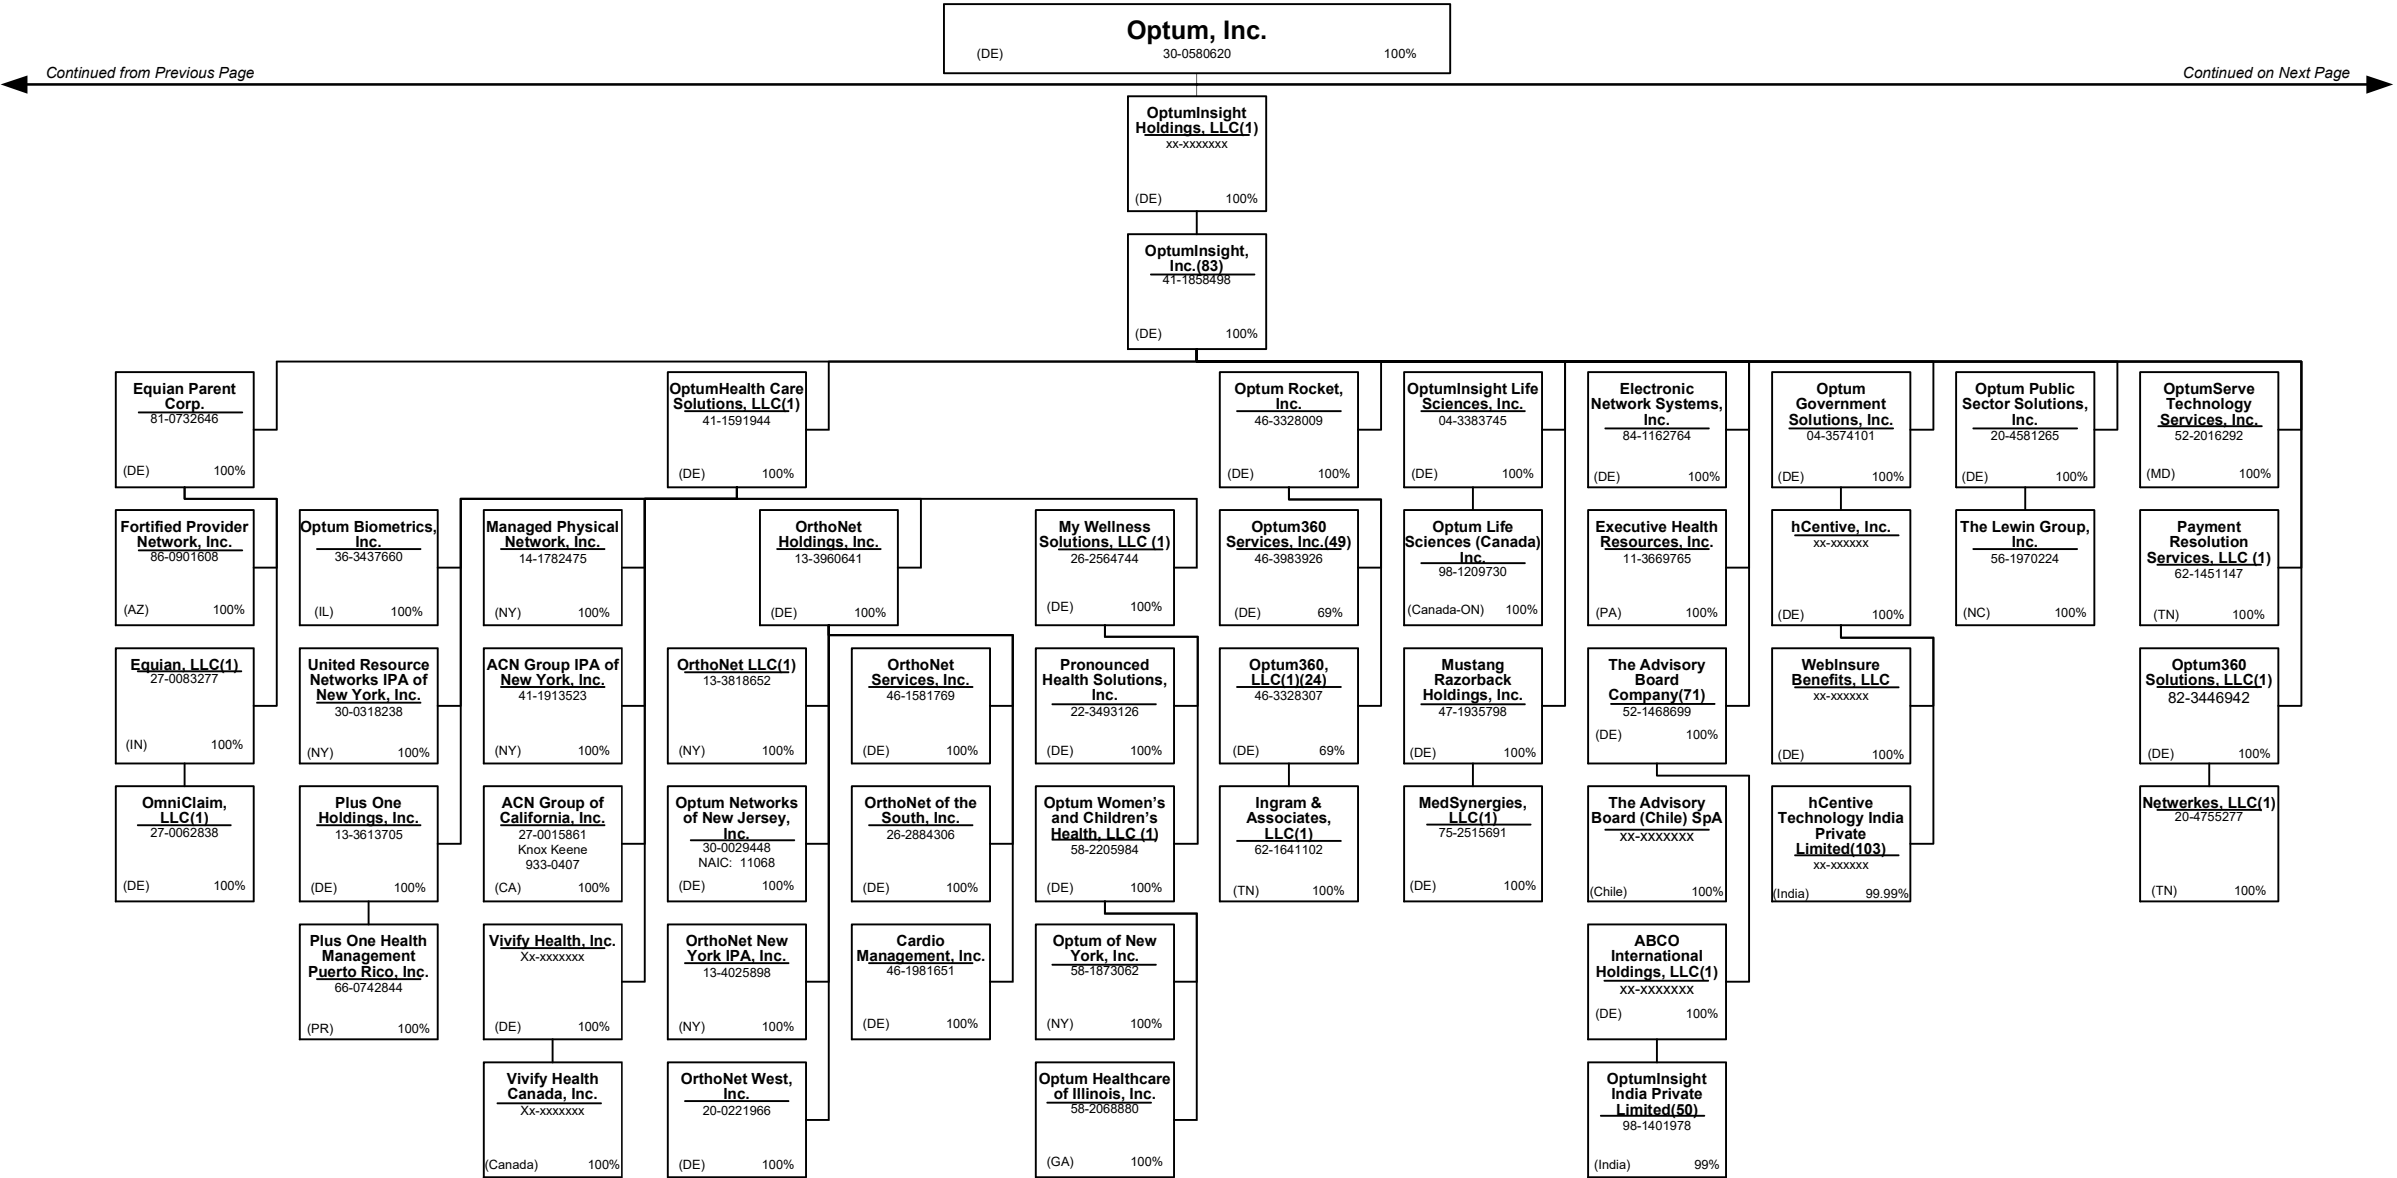 Optum, Inc.
(DE) 30-0580620 100%
Continued from Previous Page
Continued on Next Page
OptumInsight
Holdings, LLC(1)
xx-xxxxxxx
(DE) 100%
OptumInsight,
Inc.(83)
41-1858498
(DE) 100%
Equian Parent
Corp.
81-0732646
(DE) 100%
OptumHealth Care
Solutions, LLC(1)
41-1591944
(DE) 100%
Optum Rocket,
Inc.
46-3328009
(DE) 100%
OptumInsight Life
Sciences, Inc.
04-3383745
(DE) 100%
Electronic
Network Systems,
Inc.
84-1162764
(DE) 100%
Optum
Government
Solutions, Inc.
04-3574101
(DE) 100%
Optum Public
Sector Solutions,
Inc.
20-4581265
(DE) 100%
OptumServe
Technology
Services, Inc.
52-2016292
(MD) 100%
Fortified Provider
Network, Inc.
86-0901608
(AZ) 100%
Optum Biometrics,
Inc.
36-3437660
(IL) 100%
Managed Physical
Network, Inc.
14-1782475
(NY) 100%
OrthoNet
Holdings, Inc.
13-3960641
(DE) 100%
My Wellness
Solutions, LLC (1)
26-2564744
(DE) 100%
Optum360
Services, Inc.(49)
46-3983926
(DE) 69%
Optum Life
Sciences (Canada)
Inc.
98-1209730
(Canada-ON) 100%
Executive Health
Resources, Inc.
11-3669765
(PA) 100%
hCentive, Inc.
xx-xxxxxx
(DE) 100%
The Lewin Group,
Inc.
56-1970224
(NC) 100%
Payment
Resolution
Services, LLC (1)
62-1451147
(TN) 100%
Equian, LLC(1)
27-0083277
(IN) 100%
United Resource
Networks IPA of
New York, Inc.
30-0318238
(NY) 100%
ACN Group IPA of
New York, Inc.
41-1913523
(NY) 100%
OrthoNet LLC(1)
13-3818652
(NY) 100%
OrthoNet
Services, Inc.
46-1581769
(DE) 100%
Pronounced
Health Solutions,
Inc.
22-3493126
(DE) 100%
Optum360,
LLC(1)(24)
46-3328307
(DE) 69%
Mustang
Razorback
Holdings, Inc.
47-1935798
(DE) 100%
The Advisory
Board
Company(71)
52-1468699
(DE) 100%
WebInsure
Benefits, LLC
xx-xxxxxx
(DE) 100%
Optum360
Solutions, LLC(1)
82-3446942
(DE) 100%
OmniClaim,
LLC(1)
27-0062838
(DE) 100%
Plus One
Holdings, Inc.
13-3613705
(DE) 100%
ACN Group of
California, Inc.
27-0015861
Knox Keene
933-0407
(CA) 100%
Optum Networks
of New Jersey,
Inc.
30-0029448
NAIC: 11068
(DE) 100%
OrthoNet of the
South, Inc.
26-2884306
(DE) 100%
Optum Women's
and Children's
Health, LLC (1)
58-2205984
(DE) 100%
Ingram &
Associates,
LLC(1)
62-1641102
(TN) 100%
MedSynergies,
LLC(1)
75-2515691
(DE) 100%
The Advisory
Board (Chile) SpA
xx-xxxxxxx
(Chile) 100%
hCentive
Technology India
Private
Limited(103)
xx-xxxxxx
(India) 99.99%
Netwerkes, LLC(1)
20-4755277
(TN) 100%
Plus One Health
Management
Puerto Rico, Inc.
66-0742844
(PR) 100%
Vivify Health, Inc.
Xx-xxxxxxx
(DE) 100%
OrthoNet New
York IPA, Inc.
13-4025898
(NY) 100%
Cardio
Management, Inc.
46-1981651
(DE) 100%
Optum of New
York, Inc.
58-1873062
(NY) 100%
ABCO
International
Holdings, LLC(1)
xx-xxxxxxx
(DE) 100%
Vivify Health
Canada, Inc.
Xx-xxxxxxx
(Canada) 100%
OrthoNet West,
Inc.
20-0221966
(DE) 100%
Optum Healthcare
of Illinois, Inc.
58-2068880
(GA) 100%
OptumInsight
India Private
Limited(50)
98-1401978
(India) 99%